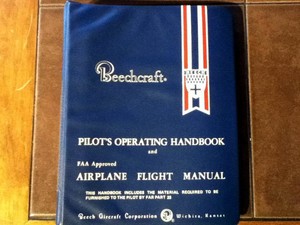 Beechcraft
PILOT'S OPERATING HANDBOOK
and
FAA Approved
AIRPLANE FLIGHT MANUAL
THIS HANDBOOK INCLUDES THE MATERIAL REQUIRED TO BE
FURNISHED TO THE PILOT BY FAR PART 23
Beech Aircraft Corporation Wichita, Kansas